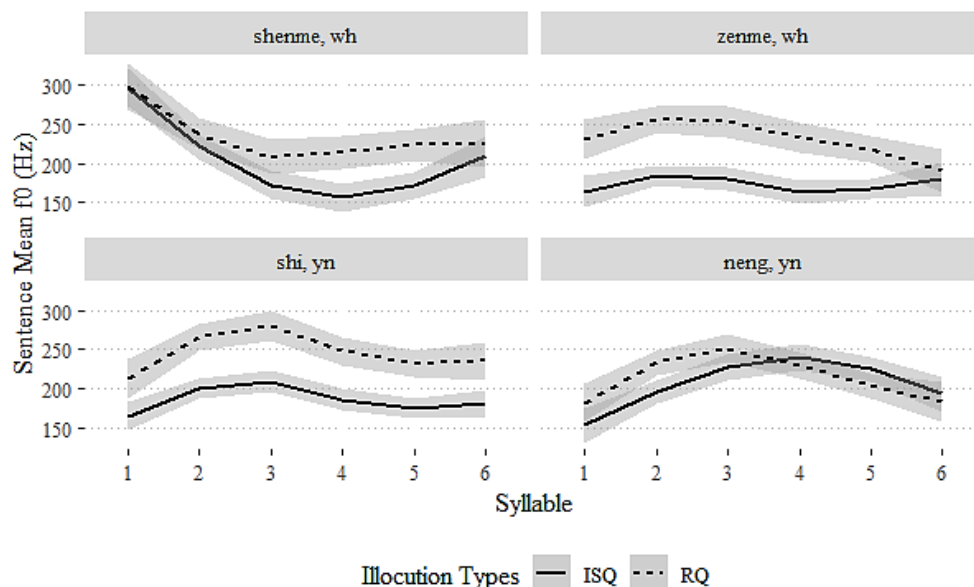 shenme, wh
zenme, wh
300
250
200
150
shi, yn
neng, yn
300
250
200
150
Sentence Mean f0 (Hz)
1 2 3 4 5 6
1 2 3 4 5 6
Syllable
Illocution Types ISQ RQ